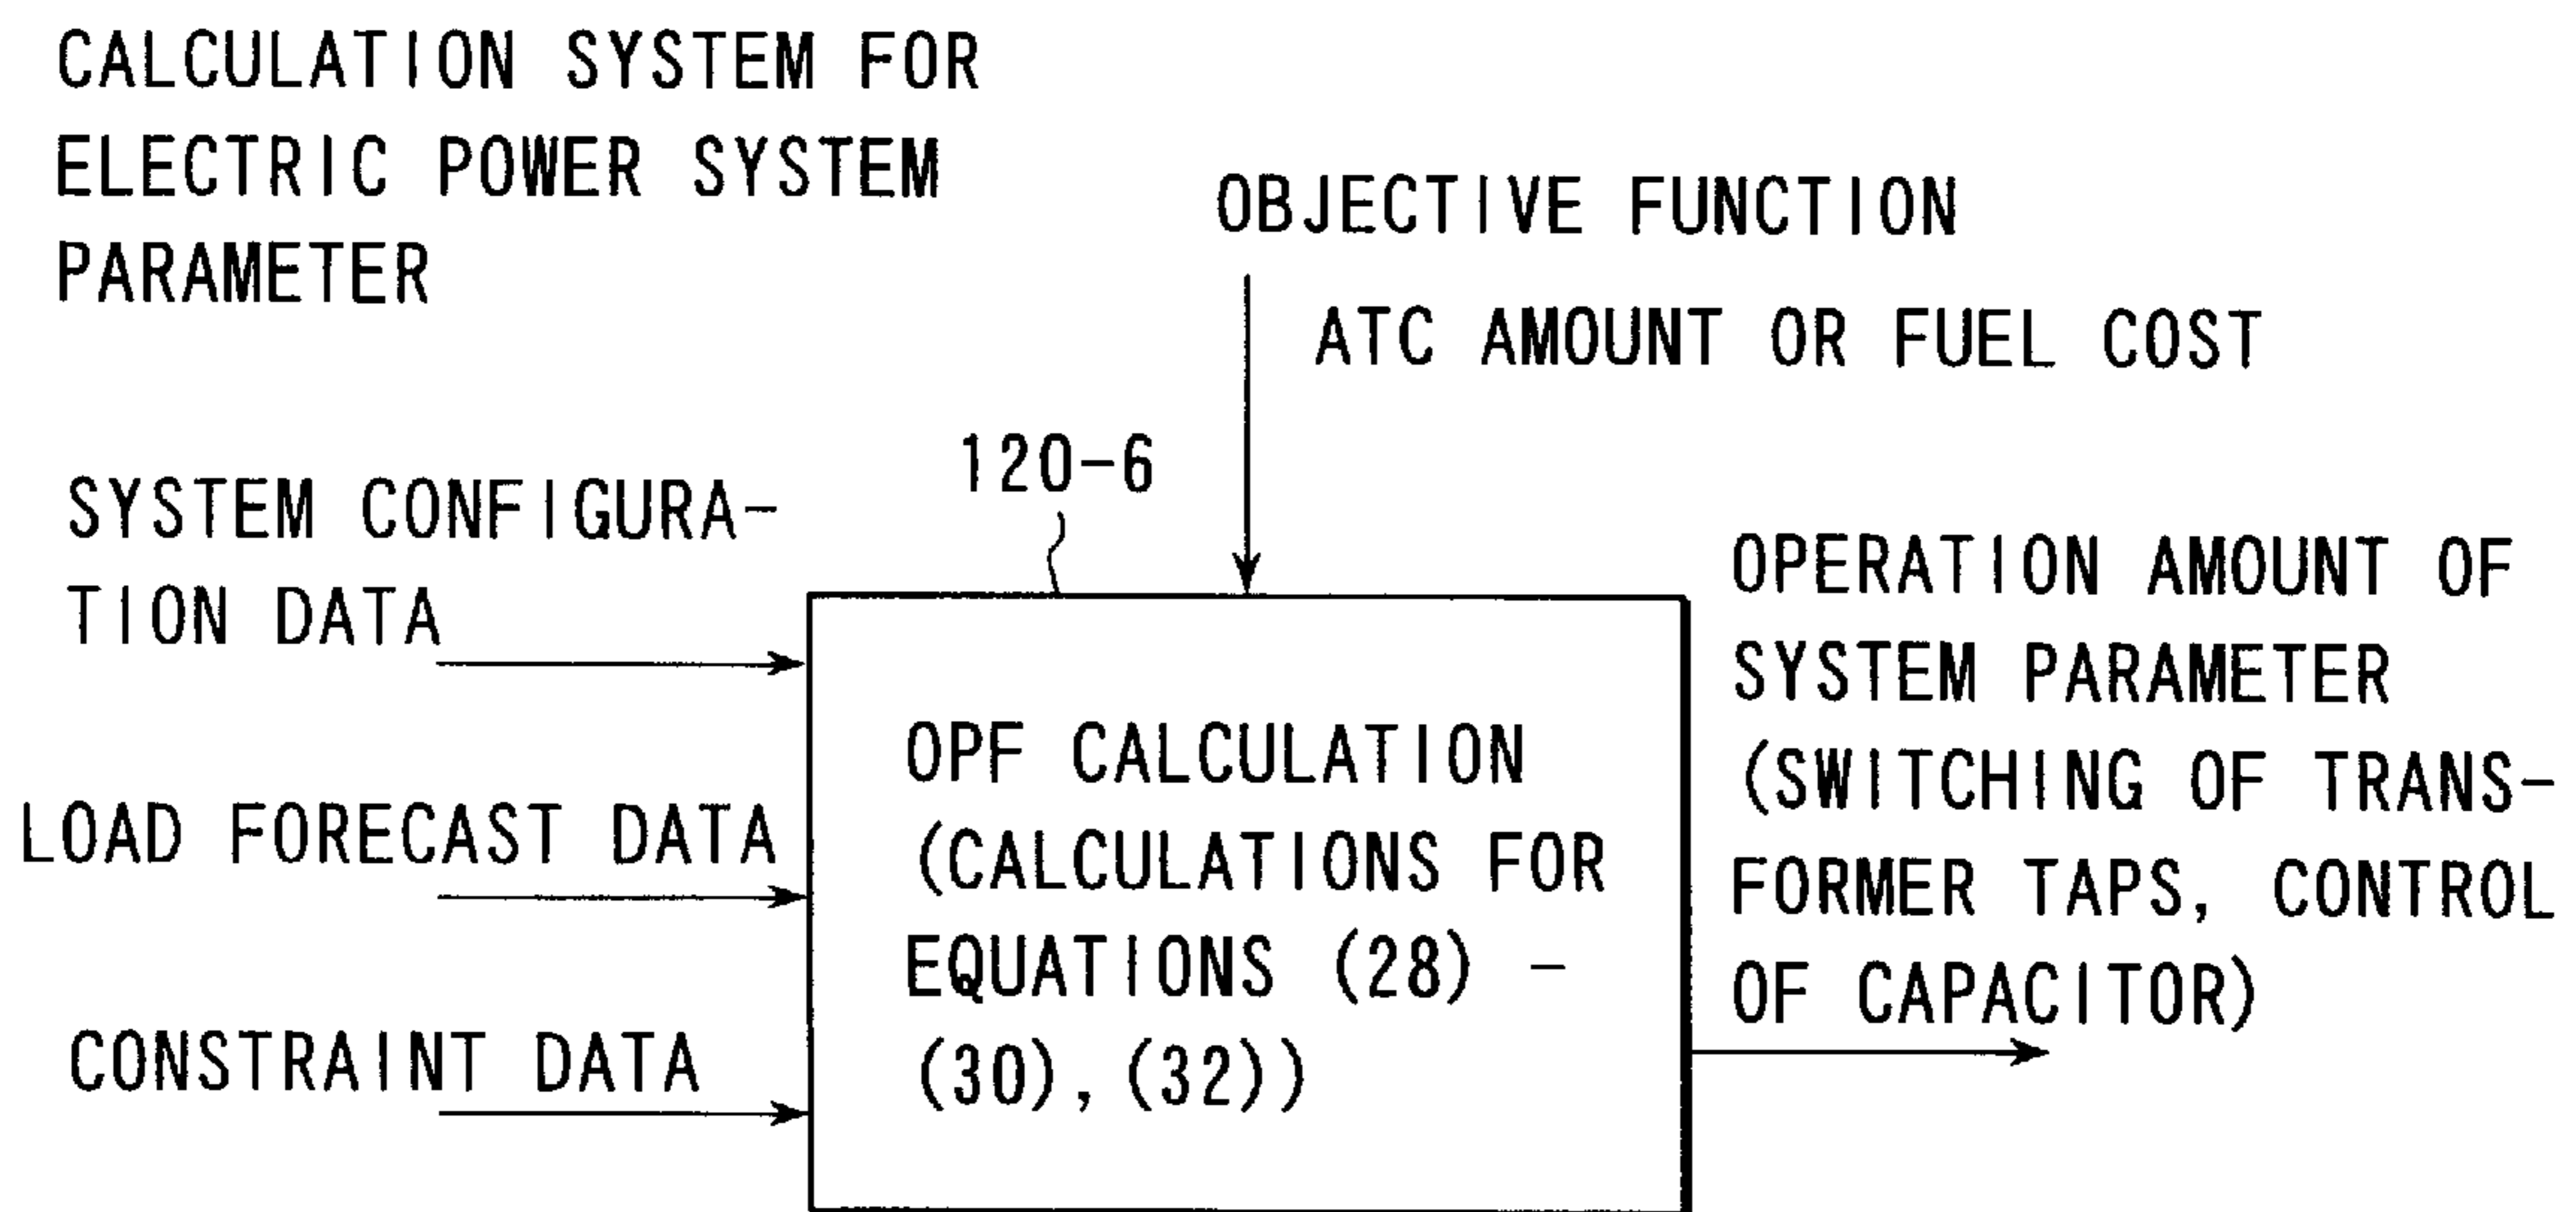 CALCULATION SYSTEM FOR
ELECTRIC POWER SYSTEM
PARAMETER
OBJECTIVE FUNCTION
ATC AMOUNT OR FUEL COST
120-6
SYSTEM CONFIGURA-
TION DATA
LOAD FORECAST DATA
CONSTRAINT DATA
OPF CALCULATION
(CALCULATIONS FOR
EQUATIONS (28) -
(30), (32))
OPERATION AMOUNT OF
SYSTEM PARAMETER
(SWITCHING OF TRANS-
FORMER TAPS, CONTROL
OF CAPACITOR)